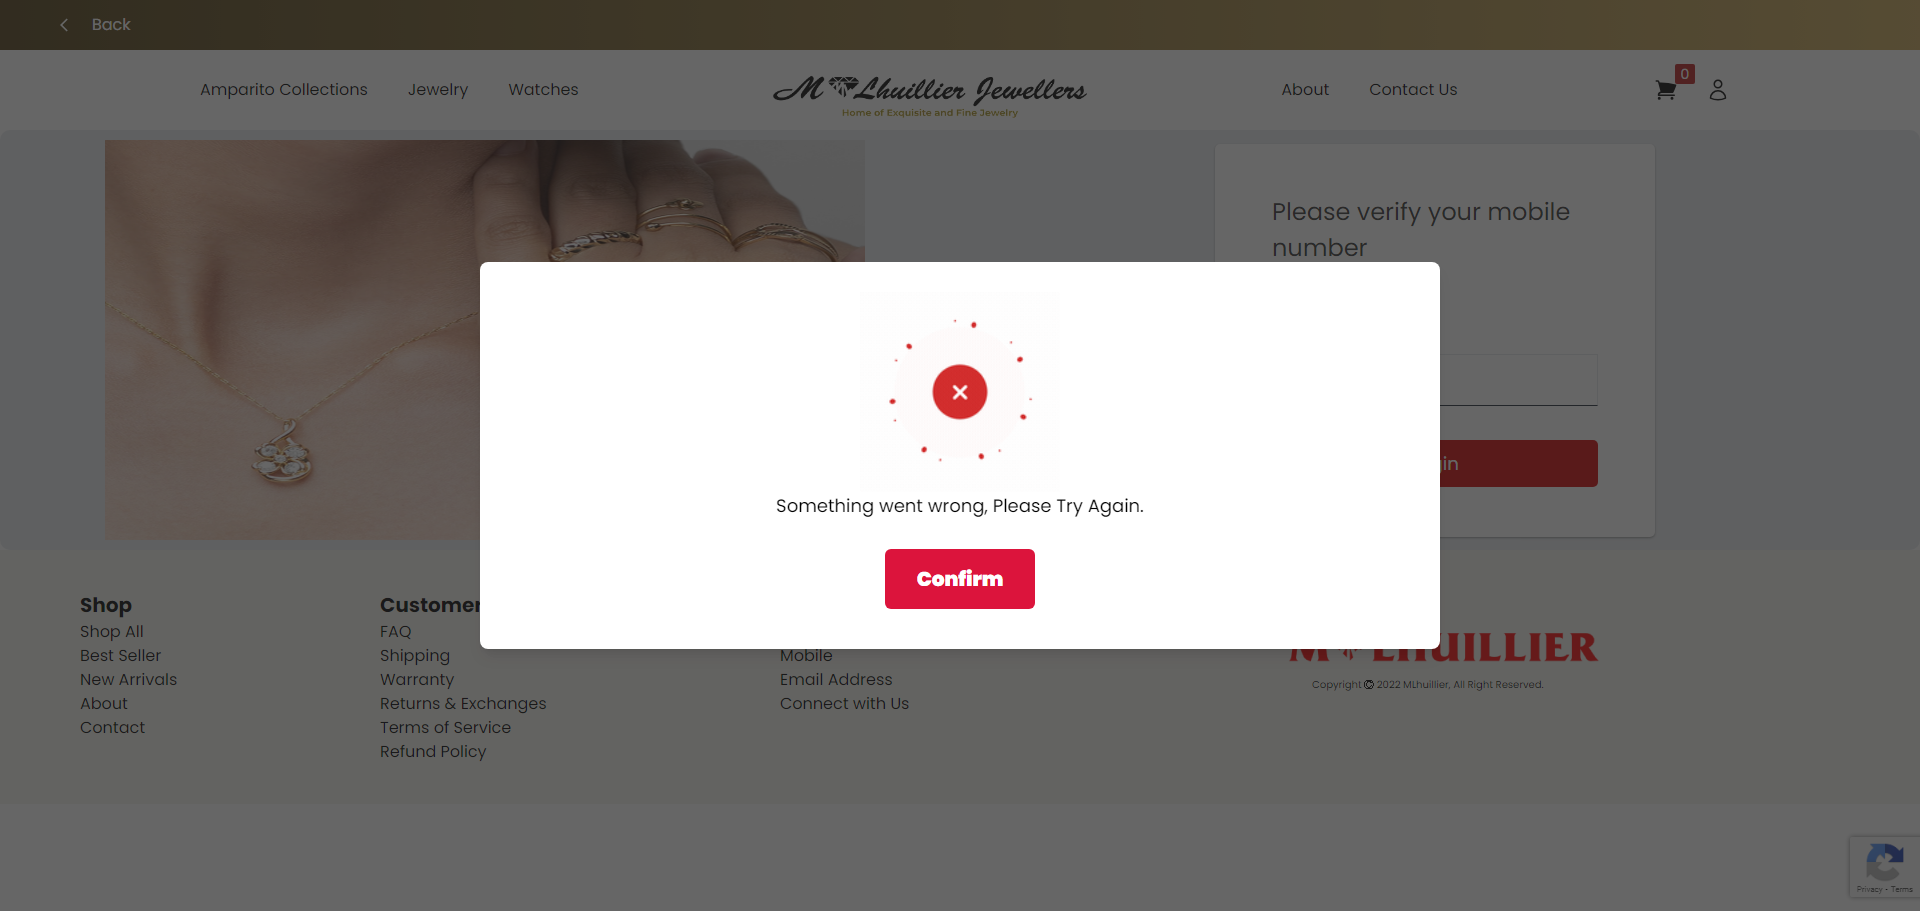 Back
Amparito Collections
Jewelry
Watches
M Lhuillier Jewellers
Home of Exquisite and Fine Jewelry
About
Contact Us
0
Please verify your mobile
number
Something went wrong, Please Try Again.
Confirm
Shop
Shop All
Best Seller
New Arrivals
About
Contact
Customer
FAQ
Shipping
Warranty
Returns & Exchanges
Terms of Service
Refund Policy
Mobile
Email Address
Connect with Us
M LHUILLIER
Copyright © 2022 MLhuillier, All Right Reserved.
Privacy - Terms